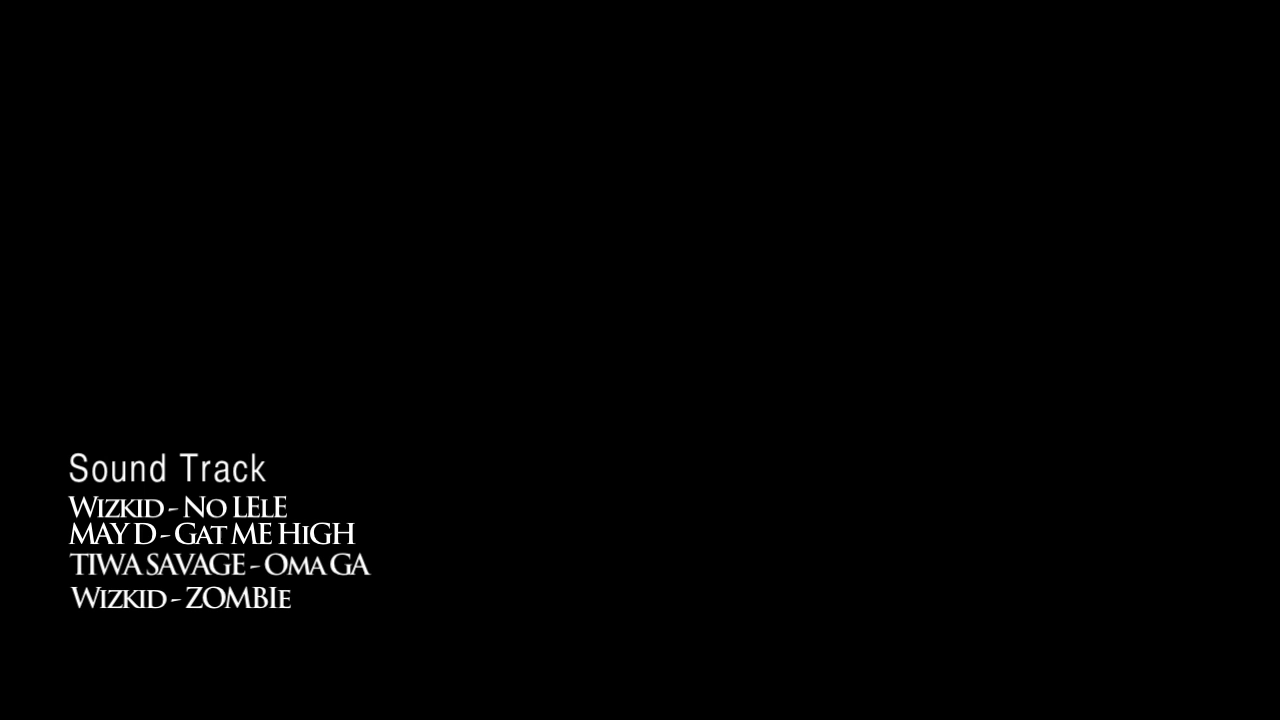 Sound Track
Wizkid - No LElE
MAY D - Gat ME HiGH
TIWA SAVAGE - Oma GA
Wizkid - ZOMBIe